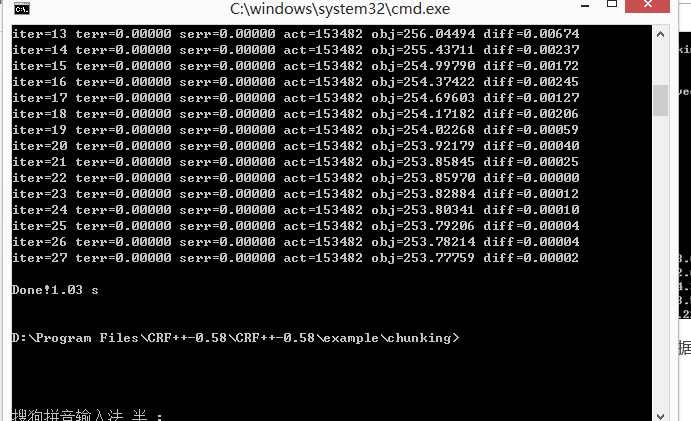 C:\windows\system32\cmd.exe
iter=13 terr=0.00000 serr=0.00000 act=153482 obj=256.04494 diff=0.00674
iter=14 terr=0.00000 serr=0.00000 act=153482 obj=255.43711 diff=0.00237
iter=15 terr=0.00000 serr=0.00000 act=153482 obj=254.99790 diff=0.00172
iter=16 terr=0.00000 serr=0.00000 act=153482 obj=254.37422 diff=0.00245
iter=17 terr=0.00000 serr=0.00000 act=153482 obj=254.69603 diff=0.00127
iter=18 terr=0.00000 serr=0.00000 act=153482 obj=254.17182 diff=0.00206
iter=19 terr=0.00000 serr=0.00000 act=153482 obj=254.02268 diff=0.00059
iter=20 terr=0.00000 serr=0.00000 act=153482 obj=253.92179 diff=0.00040
iter=21 terr=0.00000 serr=0.00000 act=153482 obj=253.85845 diff=0.00025
iter=22 terr=0.00000 serr=0.00000 act=153482 obj=253.85970 diff=0.00000
iter=23 terr=0.00000 serr=0.00000 act=153482 obj=253.82884 diff=0.00012
iter=24 terr=0.00000 serr=0.00000 act=153482 obj=253.80341 diff=0.00010
iter=25 terr=0.00000 serr=0.00000 act=153482 obj=253.79206 diff=0.00004
iter=26 terr=0.00000 serr=0.00000 act=153482 obj=253.78214 diff=0.00004
iter=27 terr=0.00000 serr=0.00000 act=153482 obj=253.77759 diff=0.00002
Done!1.03 s
D:\Program Files\CRF++-0.58\CRF++-0.58\example\chunking>
据
搜狗拼音输入法 半 :